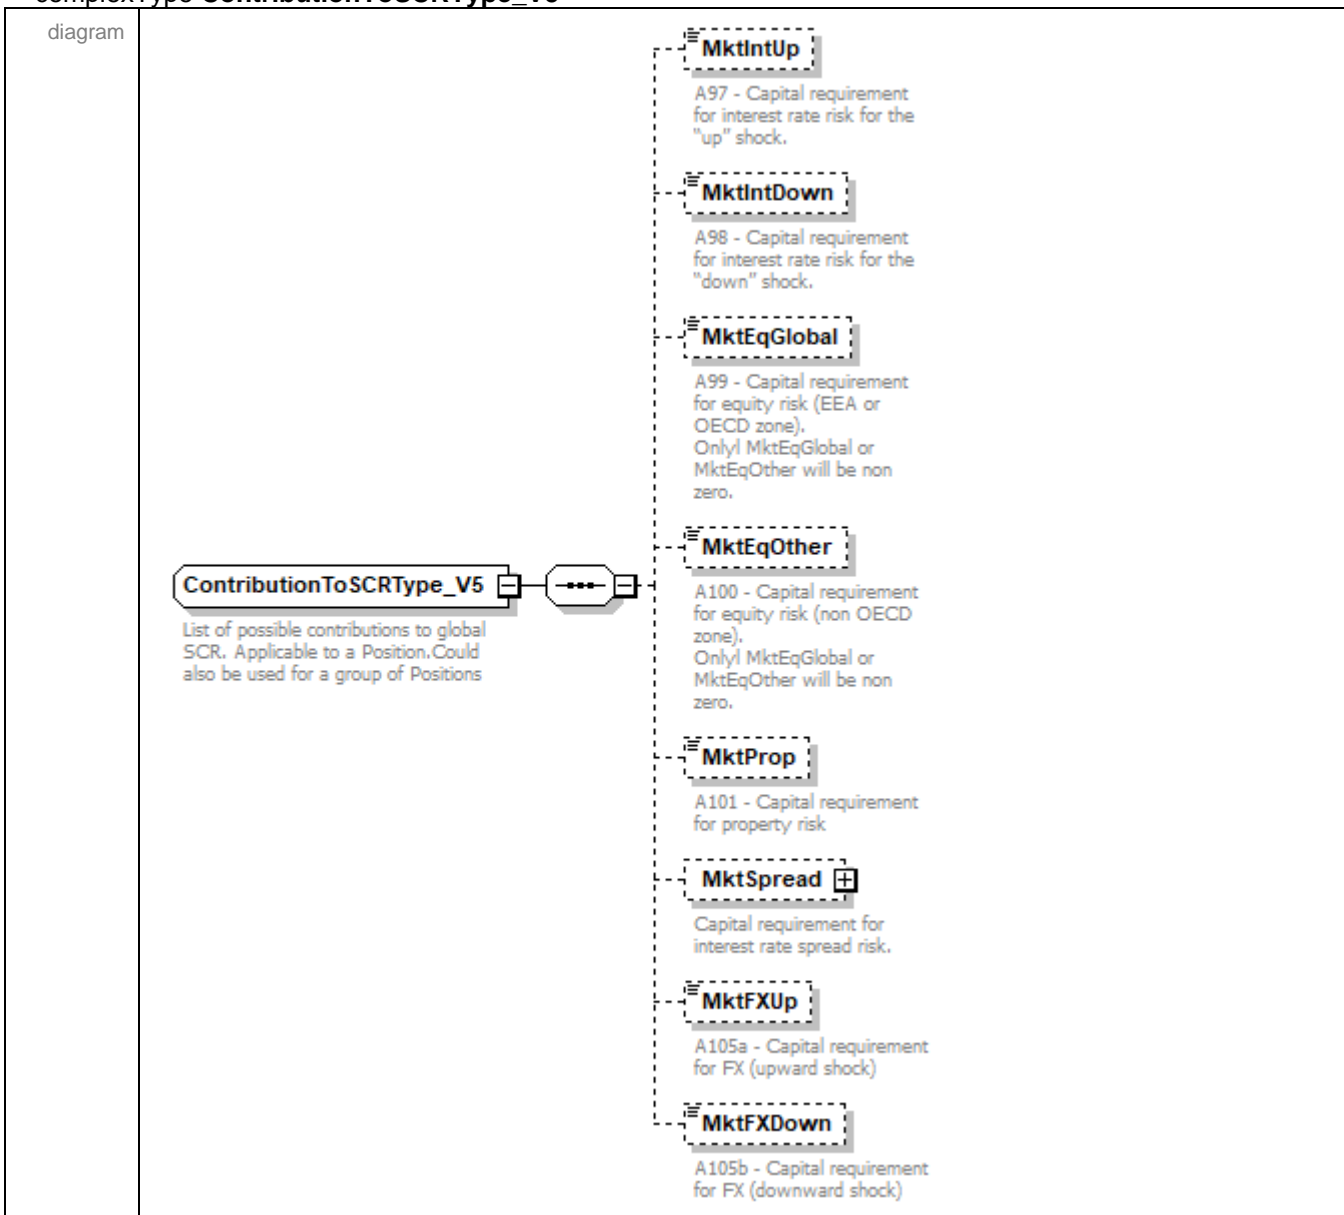 complexType ContributionToSCRType_V5
diagram
MktIntUp
A97 - Capital requirement
for interest rate risk for the
"up" shock.
MktIntDown
A98 - Capital requirement
for interest rate risk for the
"down" shock.
MktEqGlobal
A99 - Capital requirement
for equity risk (EEA or
OECD zone).
Onlyl MktEqGlobal or
MktEqOther will be non
zero.
MktEqOther
A100 - Capital requirement
for equity risk (non OECD
zone).
Onlyl MktEqGlobal or
MktEqOther will be non
zero.
ContributionToSCRType_V5
List of possible contributions to global
SCR. Applicable to a Position.Could
also be used for a group of Positions
MktProp
A101 - Capital requirement
for property risk
MktSpread
Capital requirement for
interest rate spread risk.
MktFXUp
A105a - Capital requirement
for FX (upward shock)
MktFXDown
A105b - Capital requirement
for FX (downward shock)